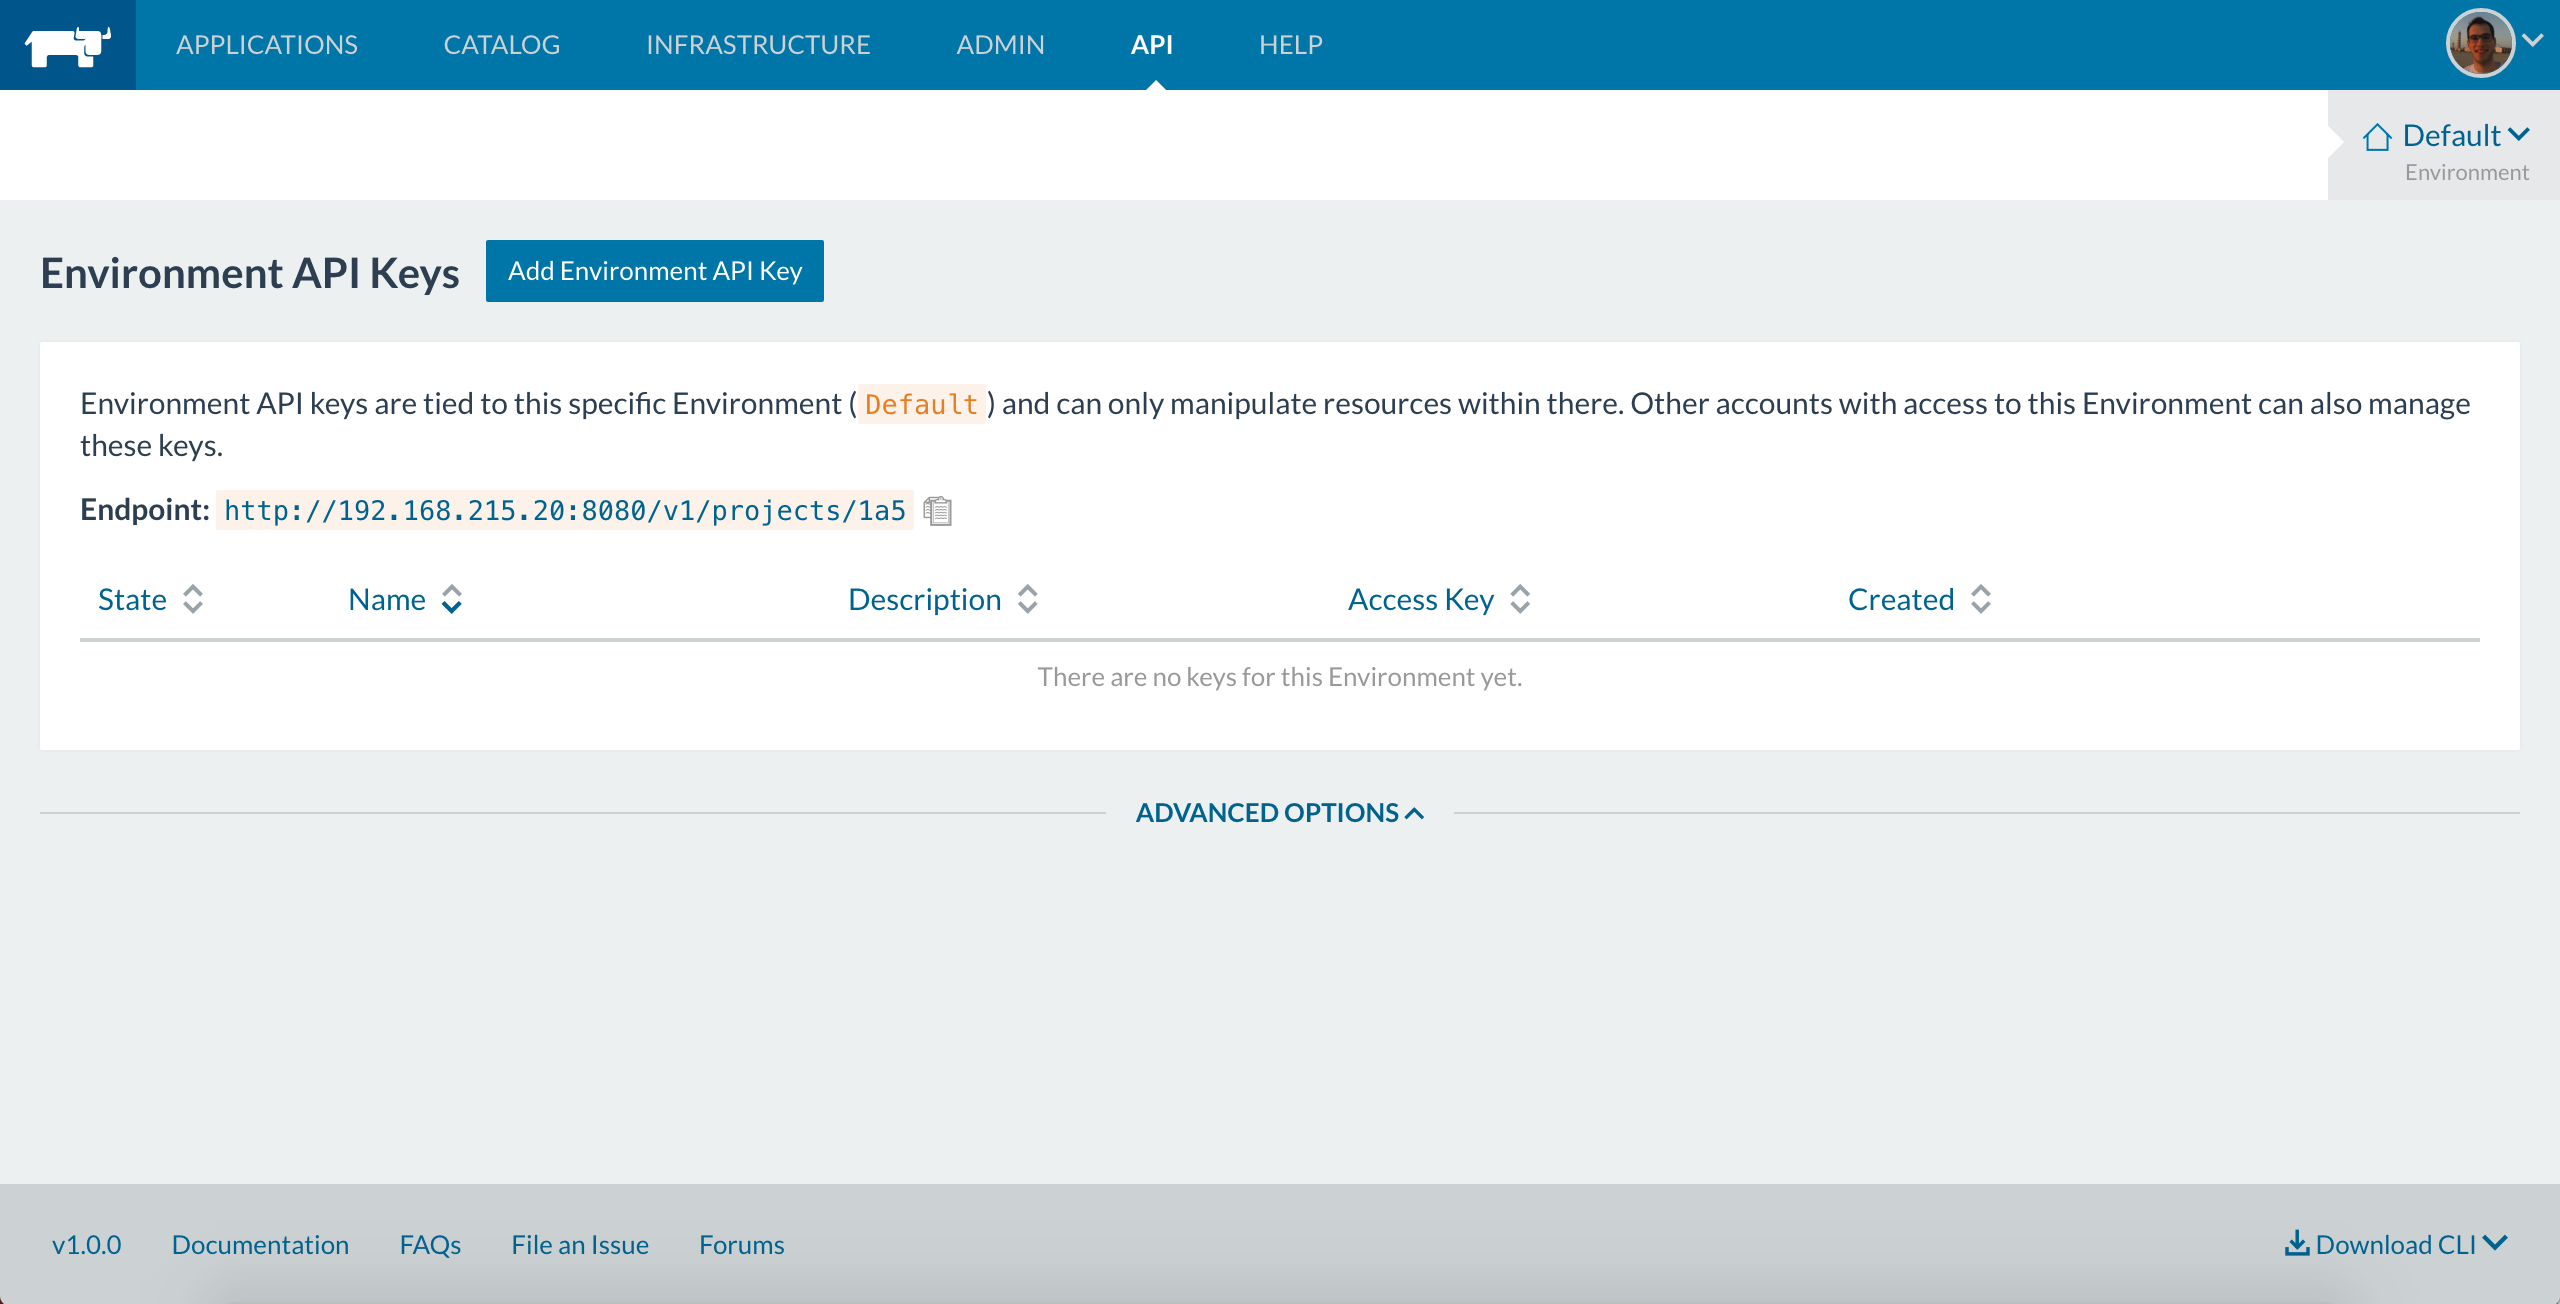 APPLICATIONS CATALOG INFRASTRUCTURE ADMIN API HELP
Default
Environment
Environment API Keys Add Environment API Key
Environment API keys are tied to this specific Environment (Default) and can only manipulate resources within there. Other accounts with access to this Environment can also manage
these keys.
Endpoint: http://192.168.215.20:8080/v1/projects/1a5
State Name Description Access Key Created
There are no keys for this Environment yet.
ADVANCED OPTIONS
v1.0.0 Documentation FAQs File an Issue Forums Download CLI